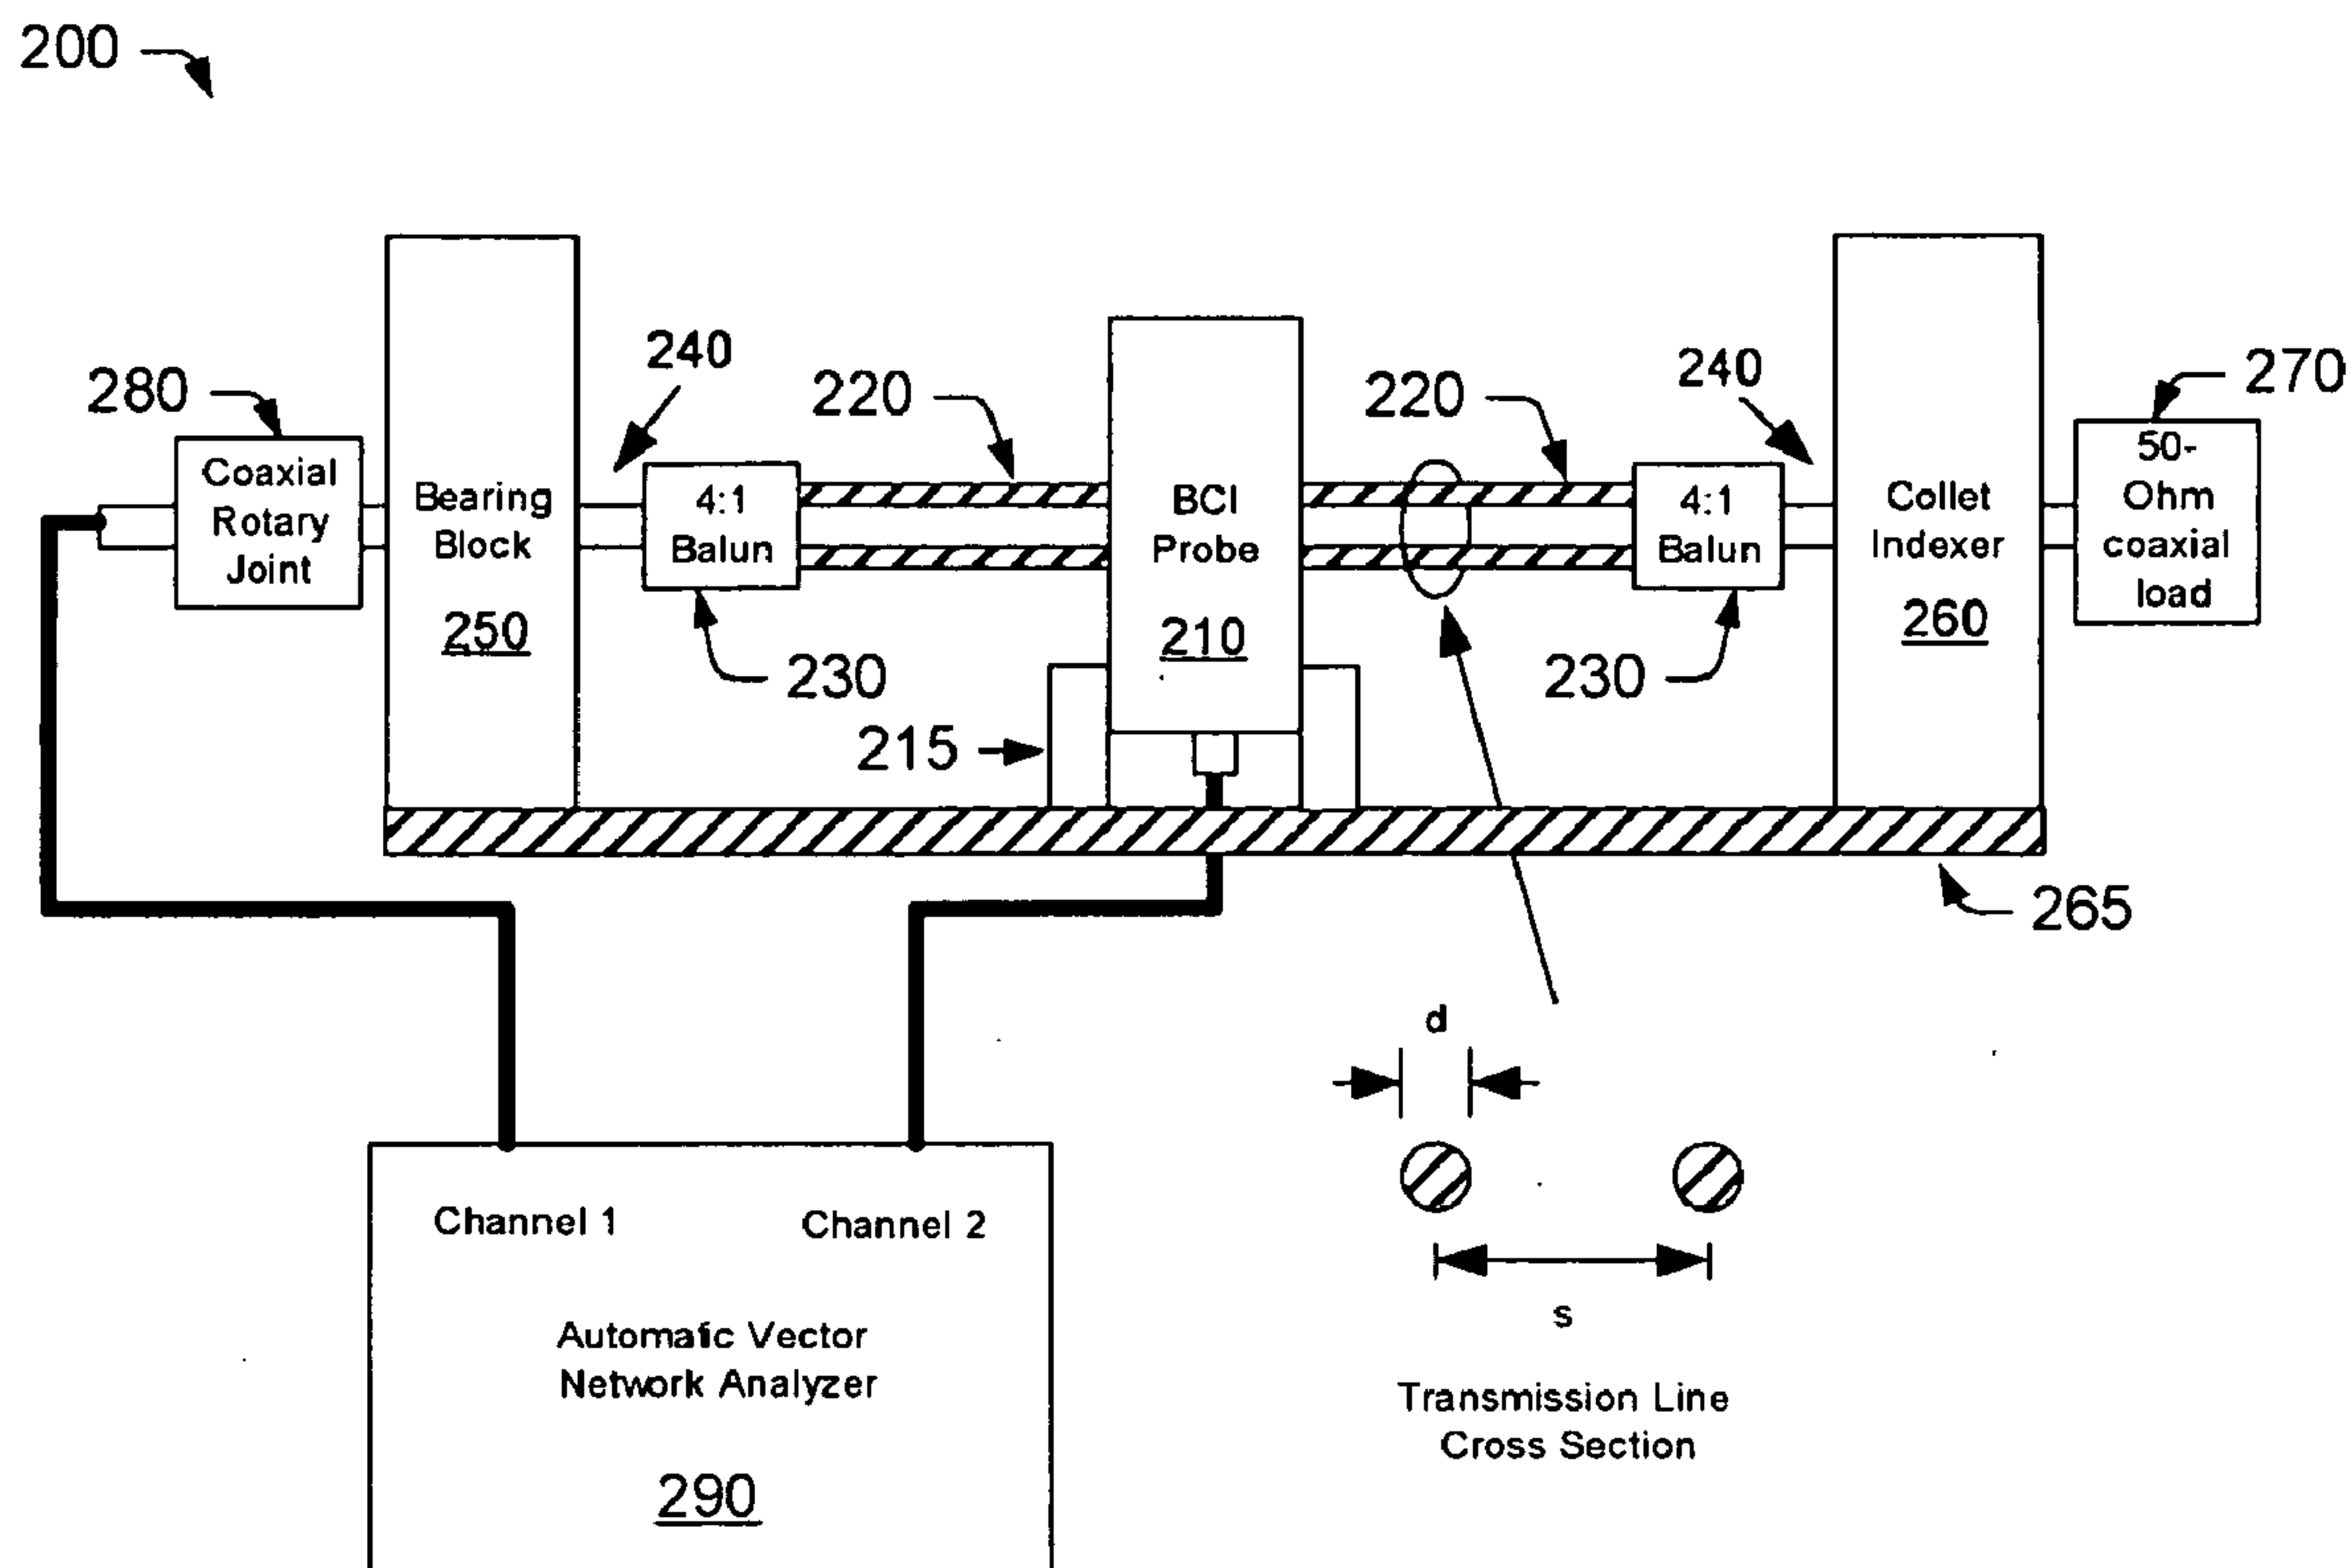 200
240
240
280
220
220
270
Coaxial
Rotary
Joint
Bearing
Block
250
4:1
Balun
230
BCI
Probe
210
215
4:1
Balun
230
Collet
Indexer
260
50-
Ohm
coaxial
load
265
d
s
Transmission Line
Cross Section
Channel 1
Channel 2
Automatic Vector
Network Analyzer
290